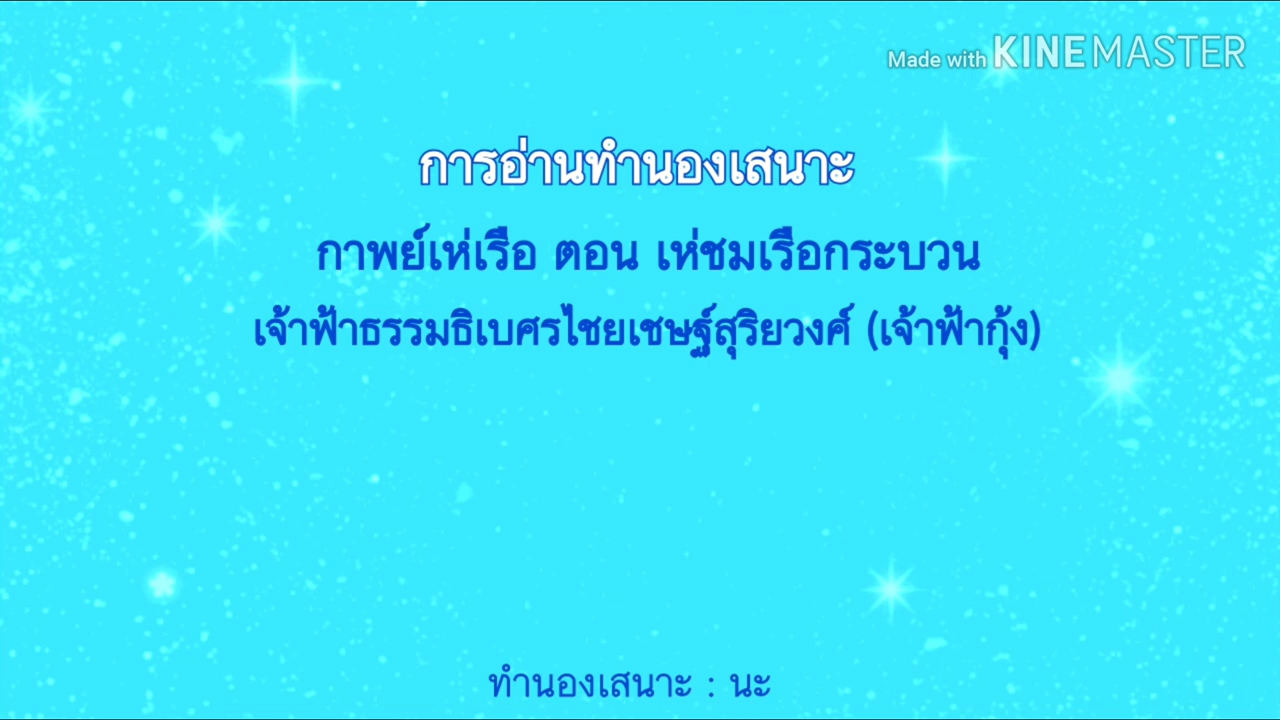 Made with KINEMASTER
การอ่านทำนองเสนาะ
กาพย์เห่เรือ ตอน เห่ชมเรือกระบวน
เจ้าฟ้าธรรมธิเบศรไชยเชษฐ์สุริยวงศ์ (เจ้าฟ้ากุ้ง)
ทำนองเสนาะ : นะ